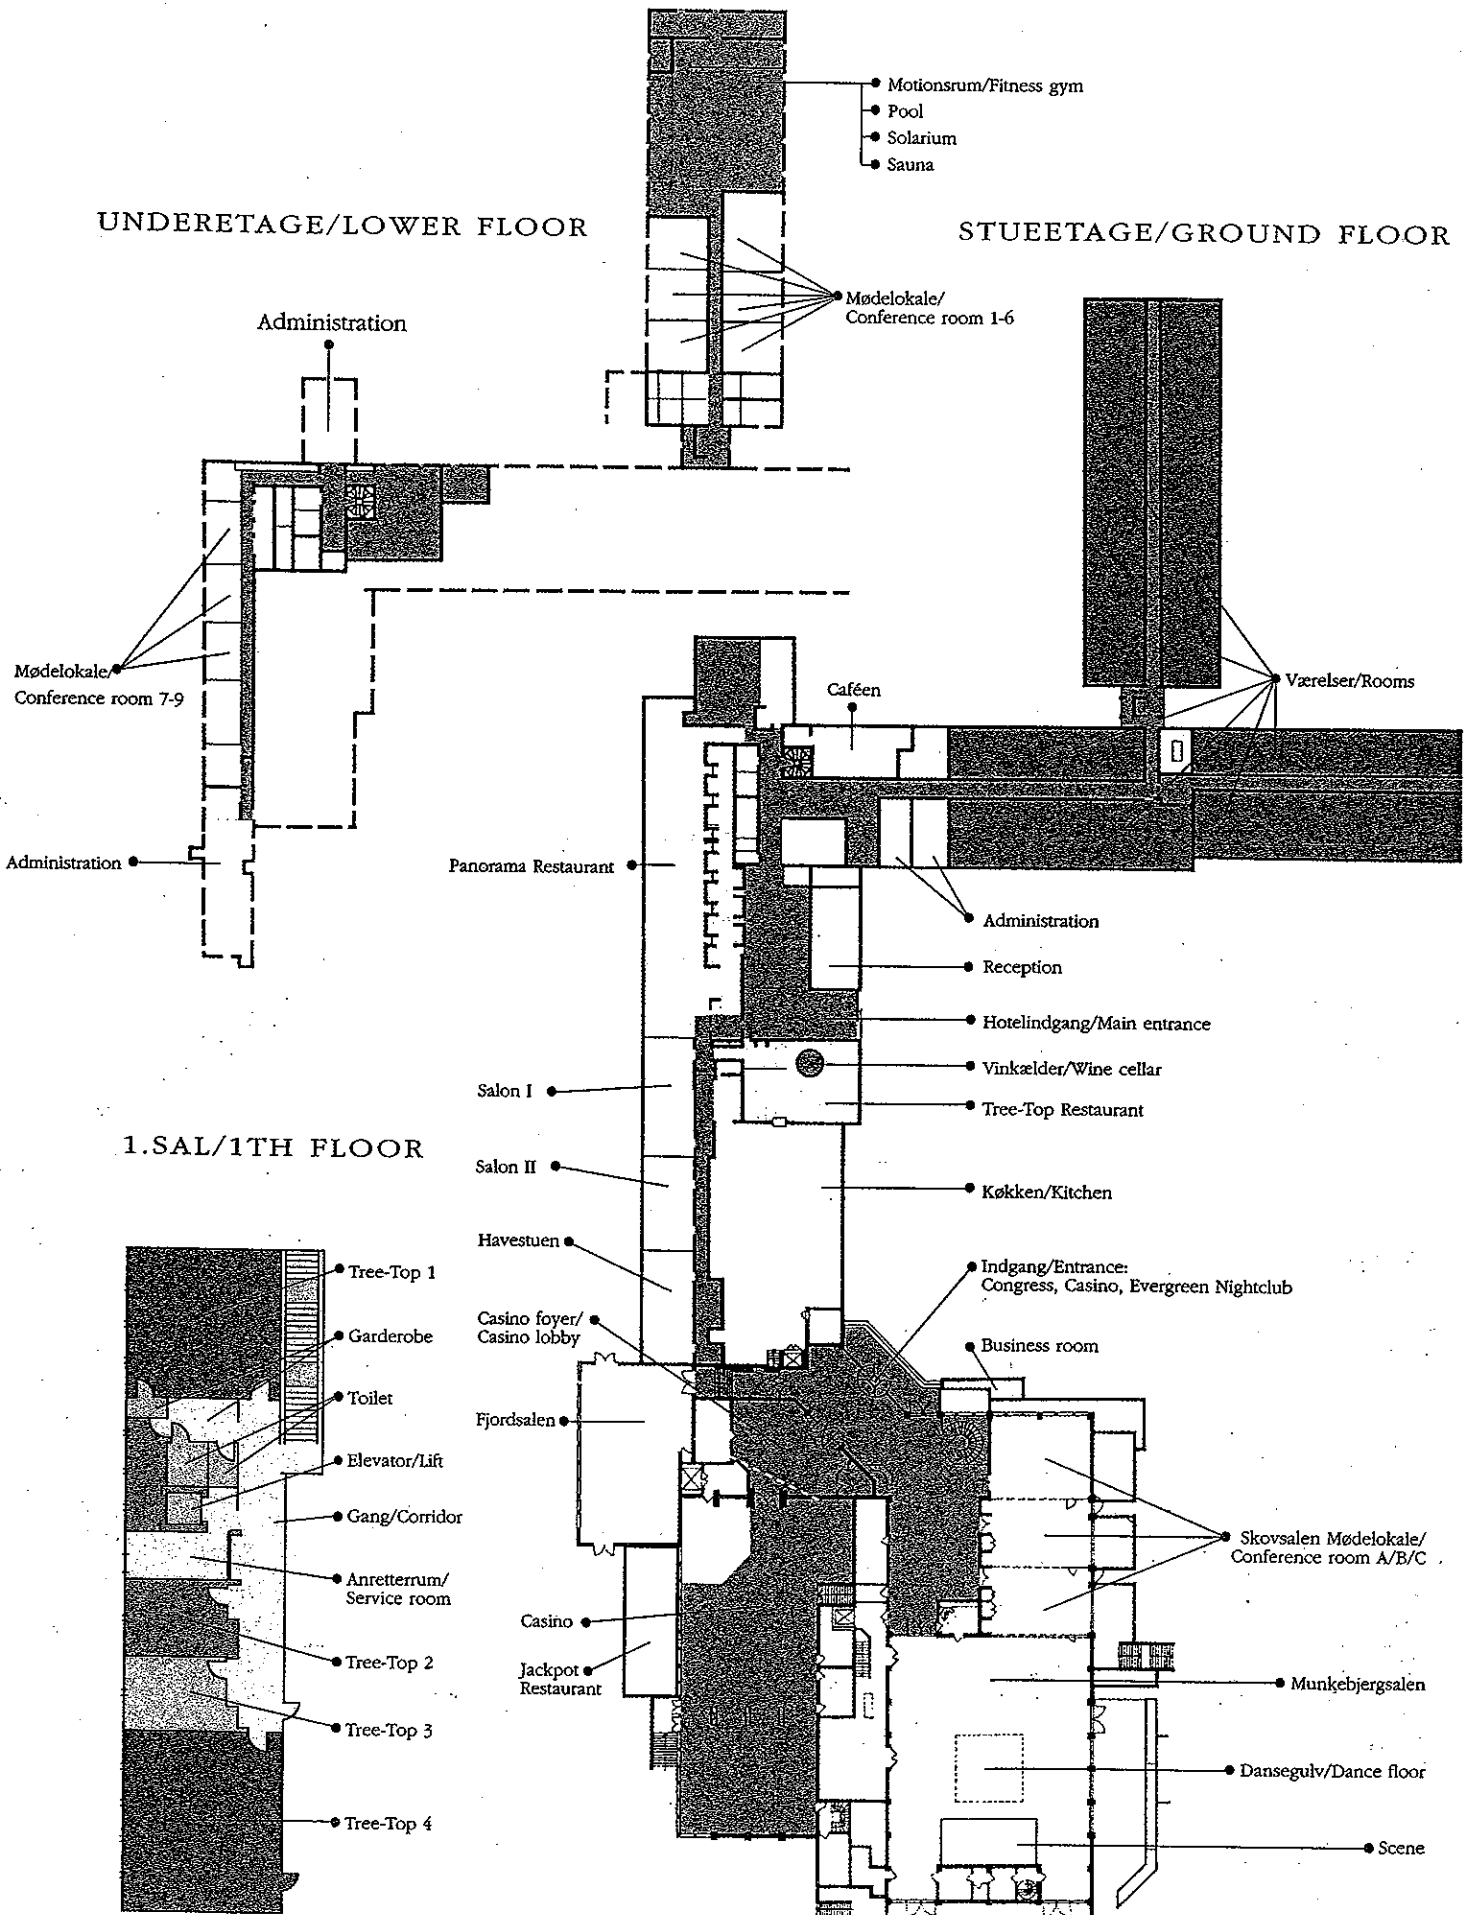 Motionsrum/Fitness gym
Pool
Solarium
Sauna
UNDERETAGE/LOWER FLOOR
STUEETAGE/GROUND FLOOR
Mødelokale/
Conference room 1-6
Administration
Mødelokale/
Conference room 7-9
Værelser/Rooms
Caféen
Administration
Panorama Restaurant
Administration
Reception
Hotelindgang/Main entrance
Vinkælder/Wine cellar
Salon I
Tree-Top Restaurant
1.SAL/1TH FLOOR
Salon II
Køkken/Kitchen
Havestuen
Indgang/Entrance:
Congress, Casino, Evergreen Nightclub
Tree-Top 1
Casino foyer/
Casino lobby
Garderobe
Business room
Toilet
Fjordsalen
Elevator/Lift
Gang/Corridor
Skovsalen Mødelokale/
Conference room A/B/C
Anretterrum/
Service room
Casino
Tree-Top 2
Jackpot
Restaurant
Munkebjergsalen
Tree-Top 3
Dansegulv/Dance floor
Tree-Top 4
Scene